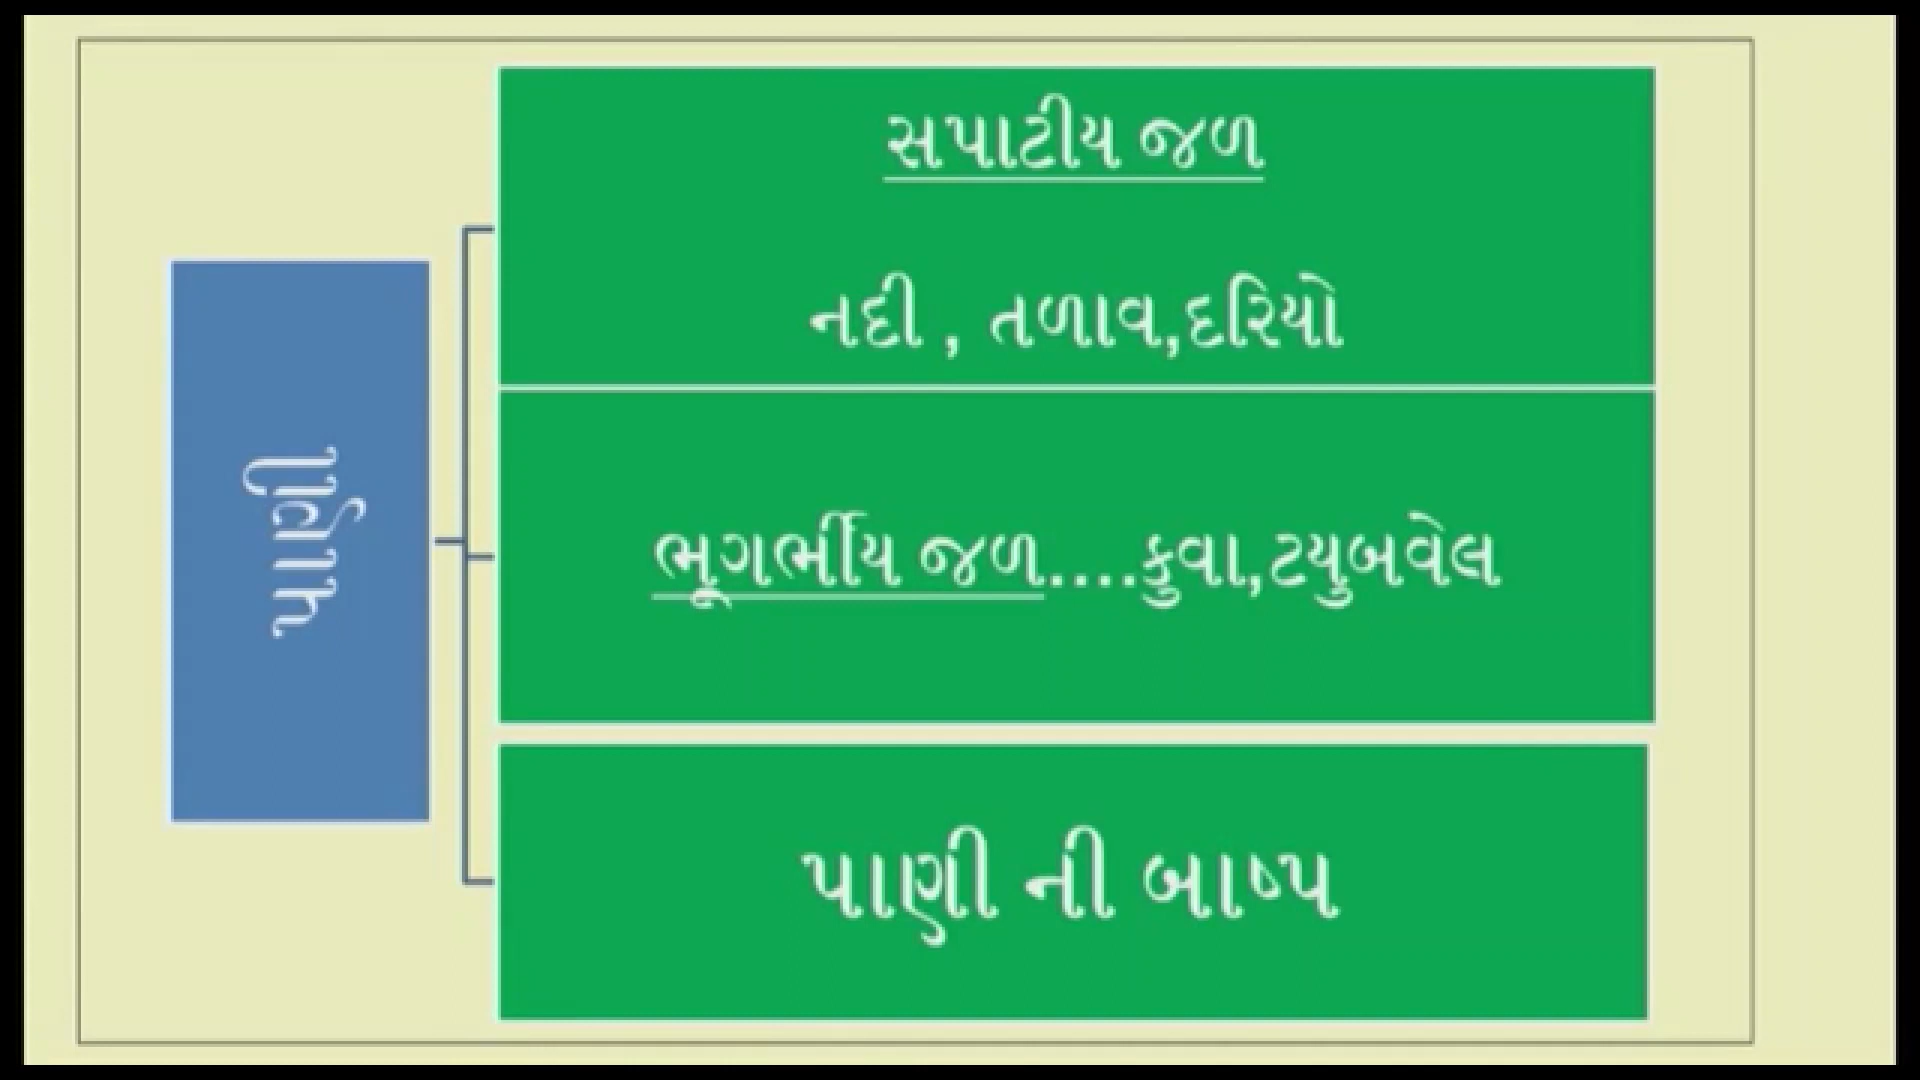 પાણી
સપાટીય જળ
નદી , તળાવ,દરિયો
ભૂગર્ભીય જળ....કુવા,ટયુબવેલ
પાણી ની બાષ્પ